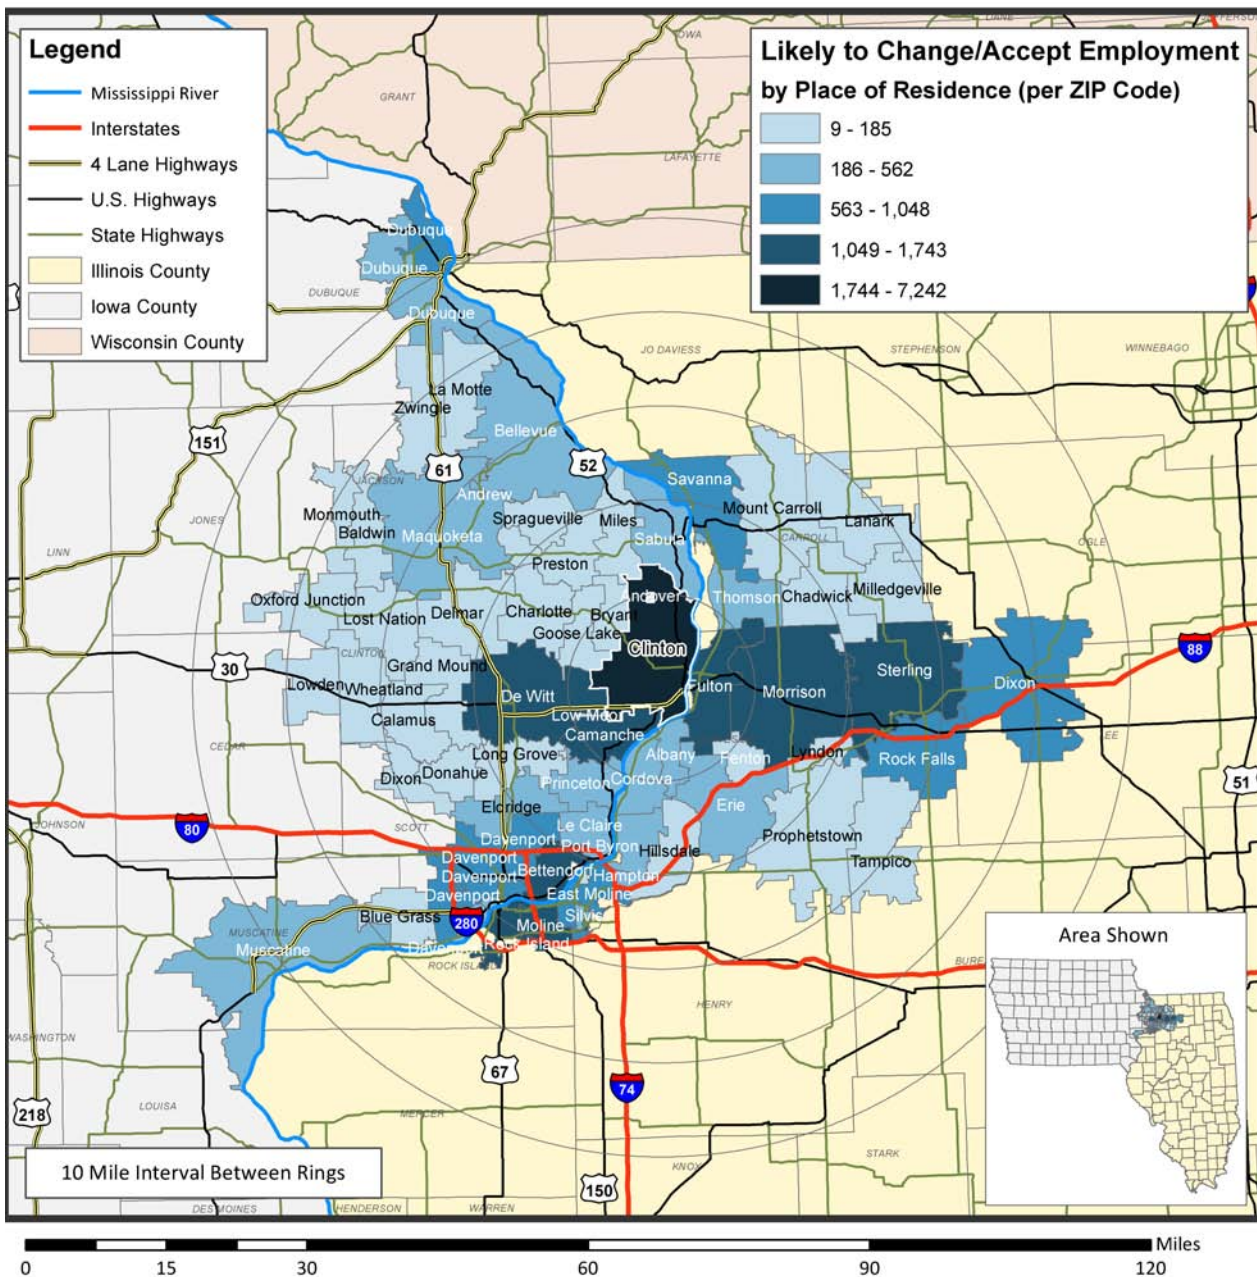 Legend
Mississippi River
Interstates
4 Lane Highways
U.S. Highways
State Highways
Illinois County
Iowa County
Wisconsin County
Likely to Change/Accept Employment
by Place of Residence (per ZIP Code)
9 - 185
186 - 562
563 - 1,048
1,049 - 1,743
1,744 - 7,242
DANE
IOWA
GRANT
LAFAYETTE
Dubuque
Dubuque
DUBUQUE
Dubuque
JO DAVIESS
STEPHENSON
WINNEBAGO
La Motte
Zwingle
Bellevue
151
61
52
Savanna
JACKSON
Andrew
Mount Carroll
Monmouth
Spragueville
Miles
Lanark
JONES
Baldwin
Maquoketa
Sabula
CARROLL
OGLE
LINN
Preston
Oxford Junction
Andover
Thomson
Chadwick
Milledgeville
Lost Nation
Delmar
Charlotte
Bryant
Goose Lake
Clinton
88
30
CLINTON
Grand Mound
Sterling
Lowden
Wheatland
De Witt
Fulton
Morrison
Dixon
Calamus
Low Moor
Camanche
CEDAR
Long Grove
Albany
Fenton
Lyndon
Rock Falls
LEE
Dixon
Donahue
Princeton
Cordova
51
Eldridge
Erie
JOHNSON
80
SCOTT
Le Claire
Davenport
Port Byron
Prophetstown
Davenport
Bettendorf
Hillsdale
Tampico
Davenport
Hampton
Davenport
East Moline
Blue Grass
280
Silvis
Moline
MUSCATINE
Muscatine
Davenport
Rock Island
ROCK ISLAND
BURE
HENRY
WASHINGTON
67
74
218
LOUISA
MERCER
STARK
KNOX
150
DES MOINES
HENDERSON
WARREN
10 Mile Interval Between Rings
Area Shown
Miles
0
15
30
60
90
120